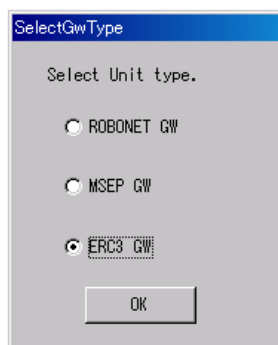 SelectGwType
Select Unit type.
ROBONET GW
MSEP GW
ERC3 GW
OK